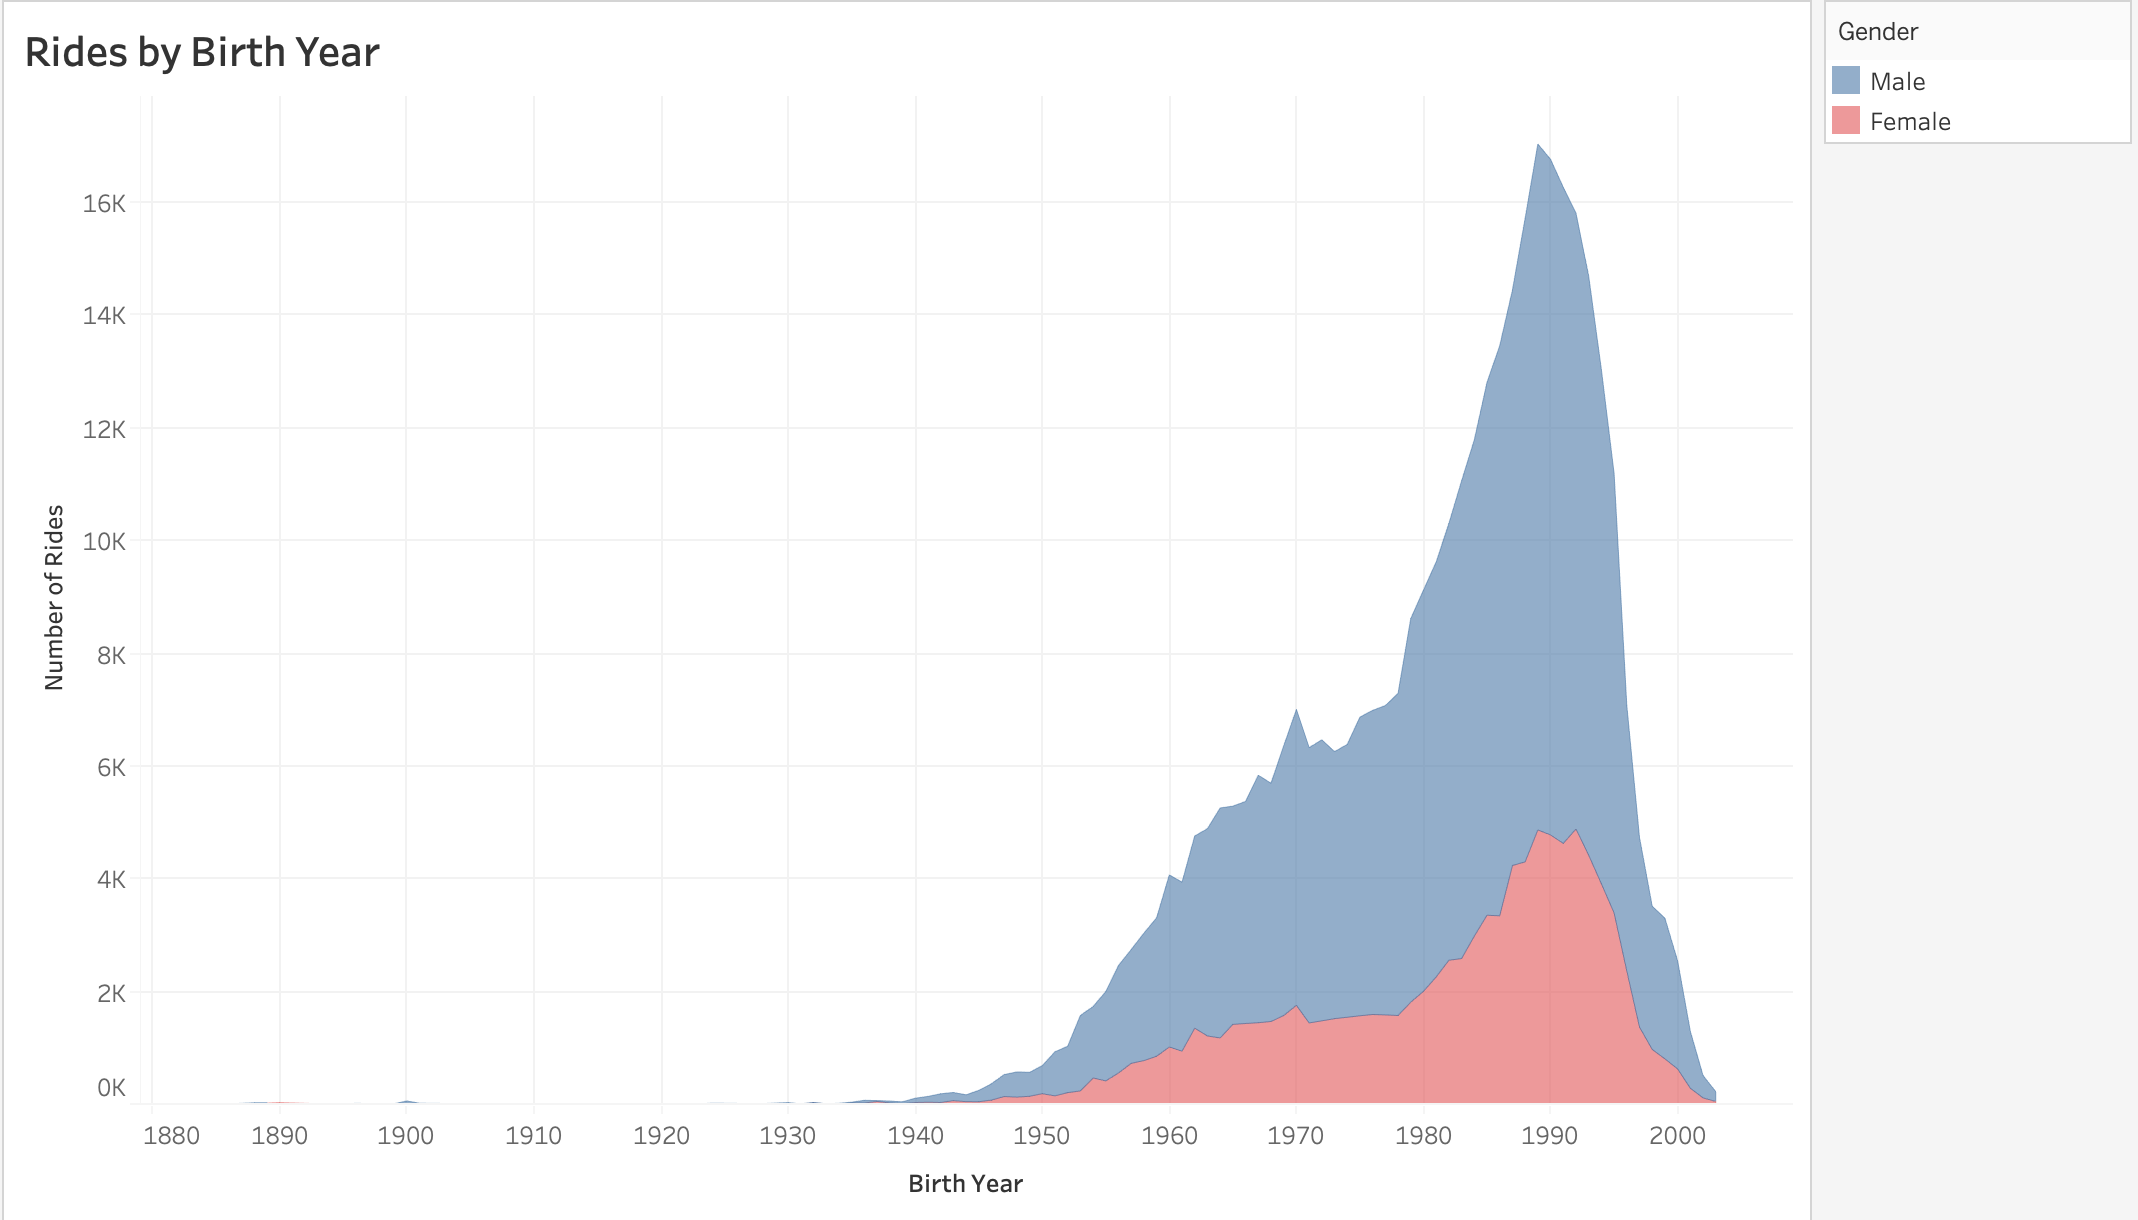 Rides by Birth Year
Gender
Male
Female
16K
14K
12K
10K
8K
6K
4K
2K
0K
Number of Rides
1880 1890 1900 1910 1920 1930 1940 1950 1960 1970 1980 1990 2000
Birth Year